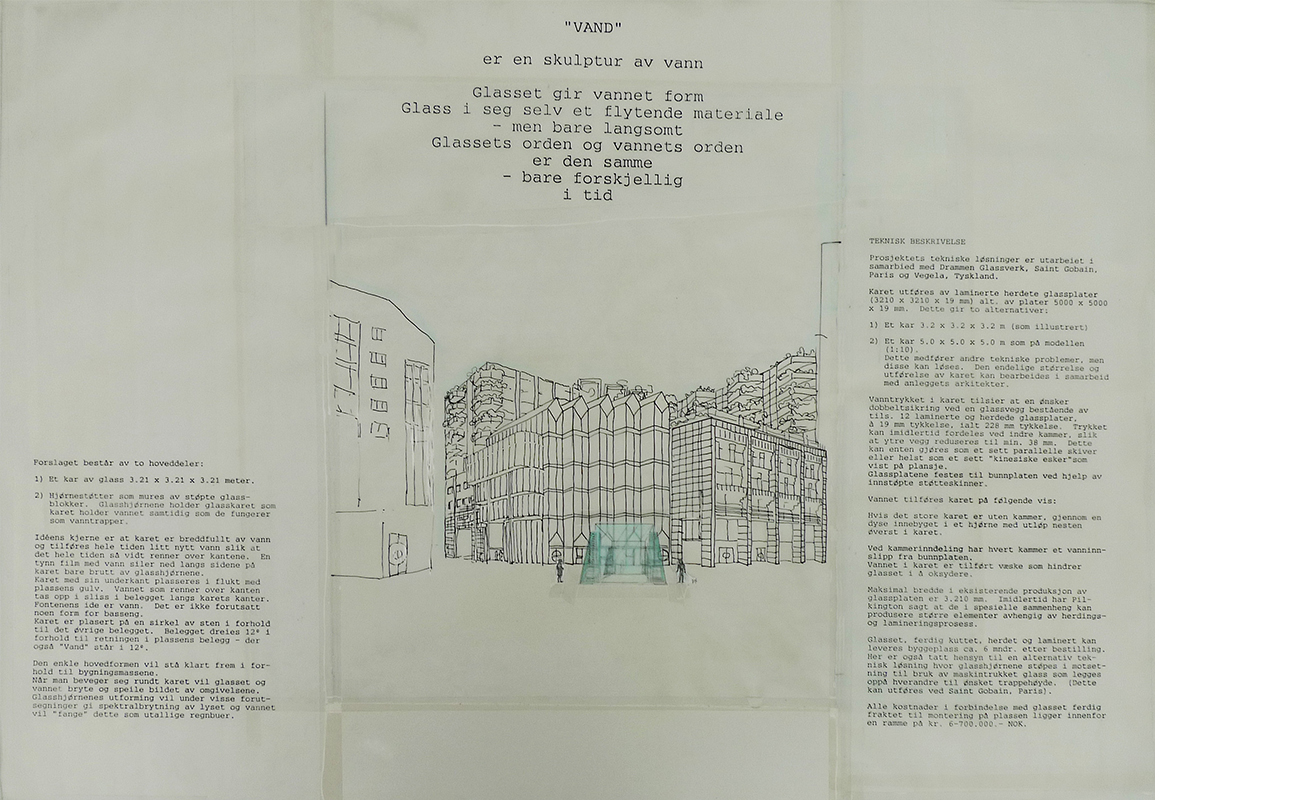 "VAND"
er en skulptur av vann
Glasset gir vannet form
Glass i seg selv et flytende materiale
- men bare langsomt
Glassets orden og vannets orden
er den samme
- bare forskjellig
i tid
Forslaget består av to hoveddeler:
1) Et kar av glass 3.21 x 3.21 x 3.21 meter.
2) Hjørnestøtter som mures av støpte glass-
blokker. Glasshjørnene holder glasskaret som
karet holder vannet samtidig som de fungerer
som vanntrapper.
Idéens kjerne er at karet er breddfullt av vann
og tilføres hele tiden litt nytt vann slik at
det hele tiden så vidt renner over kantene. En
tynn film med vann siler ned langs sidene på
karet bare brutt av glasshjørnene.
Karet med sin underkant plasseres i flukt med
plassens gulv. Vannet som renner over kanten
tas opp i sliss i belegget langs karets kanter.
Fontenens ide er vann. Det er ikke forutsatt
noen form for basseng.
Karet er plasert på en sirkel av sten i forhold
til det øvrige belegget. Belegget dreies 12° i
forhold til retningen i plassens belegg - der
også "Vand" står i 12°.
Den enkle hovedformen vil stå klart frem i for-
hold til bygningsmassene.
Når man beveger seg rundt karet vil glasset og
vannet bryte og speile bildet av omgivelsene.
Glasshjørnenes utforming vil under visse forut-
segninger gi spektralbrytning av lyset og vannet
vil "fange" dette som utallige regnbuer.
TEKNISK BESKRIVELSE
Prosjektets tekniske løsninger er utarbeiet i
samarbied med Drammen Glassverk, Saint Gobain,
Paris og Vegela, Tyskland.
Karet utføres av laminerte herdete glassplater
(3210 x 3210 x 19 mm) alt. av plater 5000 x 5000
x 19 mm. Dette gir to alternativer:
1) Et kar 3.2 x 3.2 x 3.2 m (som illustrert)
2) Et kar 5.0 x 5.0 x 5.0 m som på modellen
(1:10).
Dette medfører andre tekniske problemer, men
disse kan løses. Den endelige størrelse og
utførelse av karet kan bearbeides i samarbeid
med anleggets arkitekter.
Vanntrykket i karet tilsier at en ønsker
dobbeltsikring ved en glassvegg bestående av
tils. 12 laminerte og herdede glassplater,
à 19 mm tykkelse, ialt 228 mm tykkelse. Trykket
kan imidlertid fordeles ved indre kammer, slik
at ytre vegg reduseres til min. 38 mm. Dette
kan enten gjøres som et sett parallelle skiver
eller helst som et sett "kinesiske esker"som
vist på plansje.
Glassplatene festes til bunnplaten ved hjelp av
innstøpte støtteskinner.
Vannet tilføres karet på følgende vis:
Hvis det store karet er uten kammer, gjennom en
dyse innebyget i et hjørne med utløp nesten
øverst i karet.
Ved kammerinndeling har hvert kammer et vanninn-
slipp fra bunnplaten.
Vannet i karet er tilført væske som hindrer
glasset i å oksydere.
Maksimal bredde i eksisterende produksjon av
glassplaten er 3.210 mm. Imidlertid har Pil-
kington sagt at de i spesielle sammenheng kan
produsere større elementer avhengig av herdings-
og lamineringsprosess.
Glasset, ferdig kuttet, herdet og laminert kan
leveres byggeplass ca. 6 mndr. etter bestilling.
Her er også tatt hensyn til en alternativ tek-
nisk løsning hvor glasshjørnene støpes i motset-
ning til bruk av maskintrukket glass som legges
oppå hverandre til ønsket trappehøyde. (Dette
kan utføres ved Saint Gobain, Paris).
Alle kostnader i forbindelse med glasset ferdig
fraktet til montering på plassen ligger innenfor
en ramme på kr. 6-700.000.- NOK.